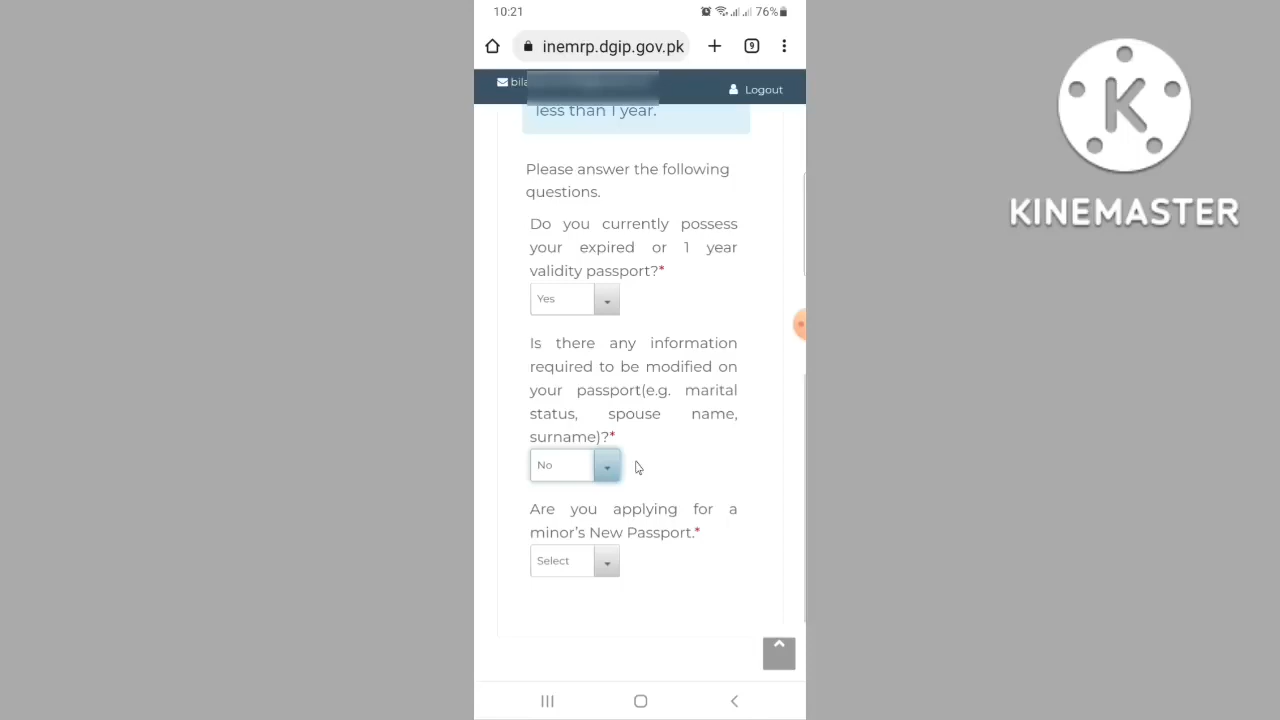 10:21
76%
inemrp.dgip.gov.pk
9
bila
Logout
less than 1 year.
Please answer the following
questions.
Do you currently possess
your expired or 1 year
validity passport?*
Yes
Is there any information
required to be modified on
your passport(e.g. marital
status, spouse name,
surname)?*
No
Are you applying for a
minor's New Passport.*
Select
K
KINEMASTER